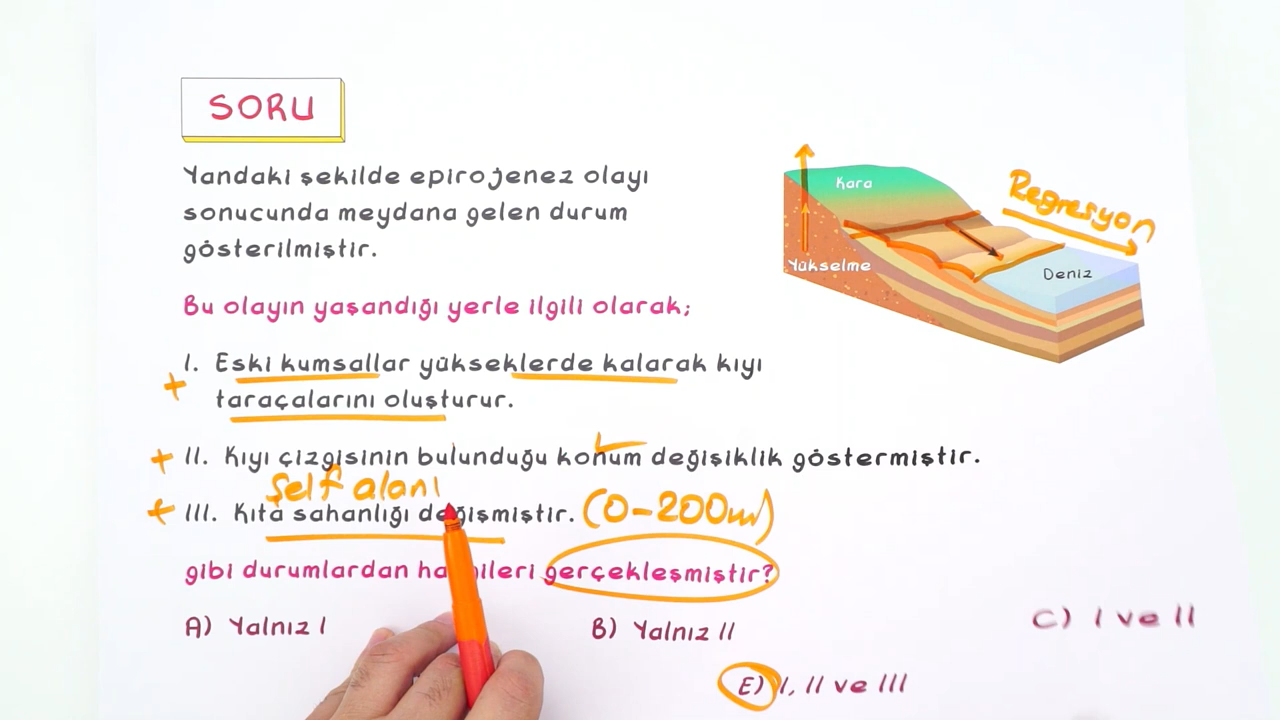 SORU
Yandaki şekilde epirojenez olayı
sonucunda meydana gelen durum
gösterilmiştir.
Kara
Yükselme
Deniz
Regresyon
Bu olayın yaşandığı yerle ilgili olarak;
+ I. Eski kumsallar yükseklerde kalarak kıyı
taraçalarını oluşturur.
+ II. Kıyı çizgisinin bulunduğu konum değişiklik göstermiştir.
şelf alanı
+ III. Kıta sahanlığı değişmiştir. (0-200m)
gibi durumlardan gerçekleşmiştir?
A) Yalnız I
B) Yalnız II
C) I ve II
E) I, II ve III